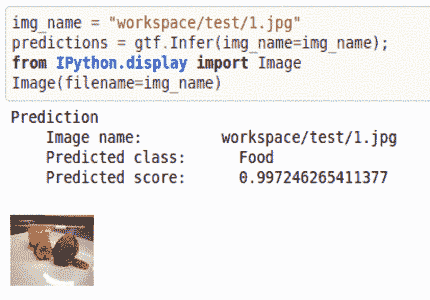 img_name = "workspace/test/1.jpg"
predictions = gtf.Infer(img_name=img_name);
from IPython.display import Image
Image(filename=img_name)
Prediction
Image name: workspace/test/1.jpg
Predicted class: Food
Predicted score: 0.997246265411377